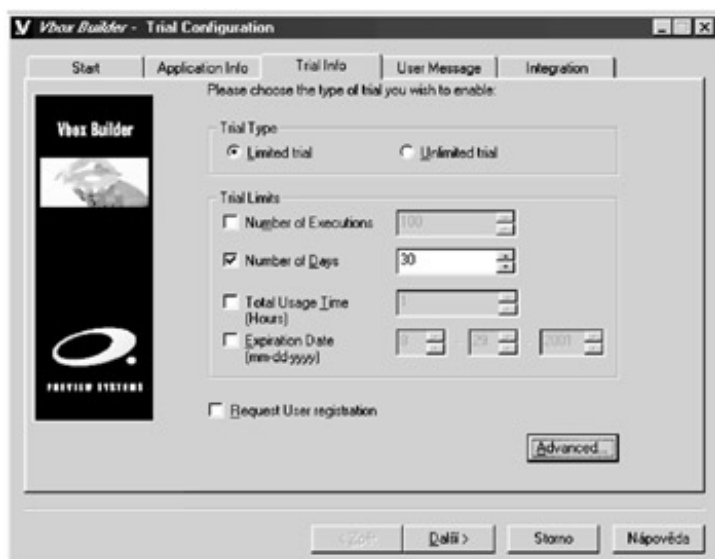 Vbox Builder - Trial Configuration
Start
Application Info
Trial Info
User Message
Integration
Please choose the type of trial you wish to enable:
Vbox Builder
PREVIEW SYSTEMS
Trial Type
Limited trial
Unlimited trial
Trial Limits
Number of Executions
100
Number of Days
30
Total Usage Time
(Hours)
1
Expiration Date
(mm-dd-yyyy)
8 - 29 - 2001
Request User registration
Advanced...
< Zpět
Další >
Storno
Nápověda